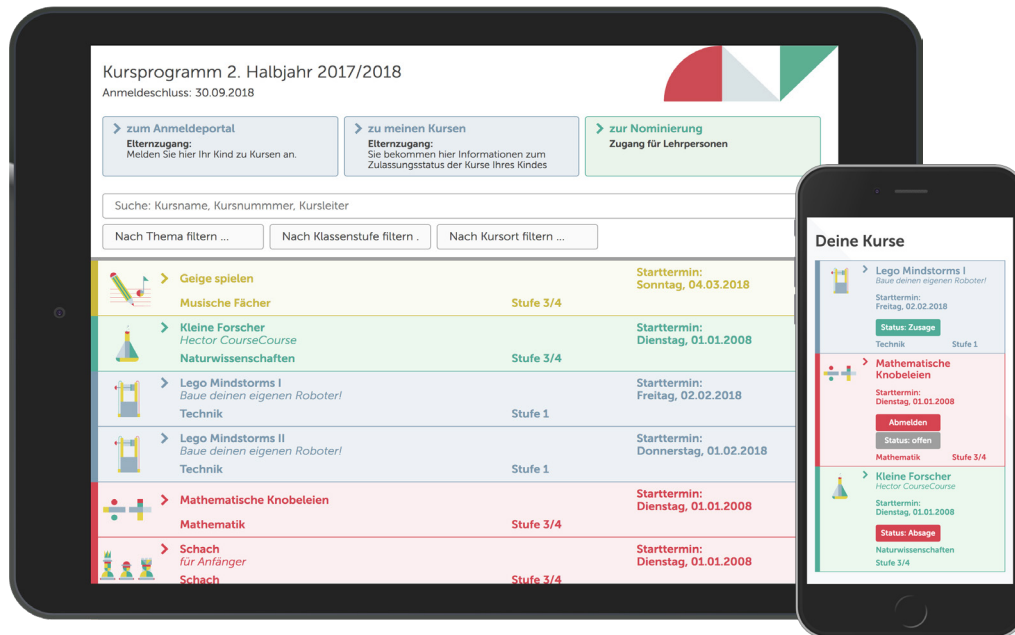 Kursprogramm 2. Halbjahr 2017/2018
Anmeldeschluss: 30.09.2018
zum Anmeldeportal
Elternzugang:
Melden Sie hier Ihr Kind zu Kursen an.
zu meinen Kursen
Elternzugang:
Sie bekommen hier Informationen zum
Zulassungsstatus der Kurse Ihres Kindes
zur Nominierung
Zugang für Lehrpersonen
Suche: Kursname, Kursnummmer, Kursleiter
Nach Thema filtern ...
Nach Klassenstufe filtern .
Nach Kursort filtern ...
Geige spielen
Starttermin:
Sonntag, 04.03.2018
Musische Fächer
Stufe 3/4
Kleine Forscher
Hector CourseCourse
Starttermin:
Dienstag, 01.01.2008
Naturwissenschaften
Stufe 3/4
Lego Mindstorms I
Baue deinen eigenen Roboter!
Starttermin:
Freitag, 02.02.2018
Technik
Stufe 1
Lego Mindstorms II
Baue deinen eigenen Roboter!
Starttermin:
Donnerstag, 01.02.2018
Technik
Stufe 1
Mathematische Knobeleien
Starttermin:
Dienstag, 01.01.2008
Mathematik
Stufe 3/4
Schach
für Anfänger
Starttermin:
Dienstag, 01.01.2008
Schach
Stufe 3/4
Deine Kurse
Lego Mindstorms I
Baue deinen eigenen Roboter!
Starttermin:
Freitag, 02.02.2018
Status: Zusage
Technik
Stufe 1
Mathematische
Knobeleien
Starttermin:
Dienstag, 01.01.2008
Abmelden
Status: offen
Mathematik
Stufe 3/4
Kleine Forscher
Hector CourseCourse
Starttermin:
Dienstag, 01.01.2008
Status: Absage
Naturwissenschaften
Stufe 3/4